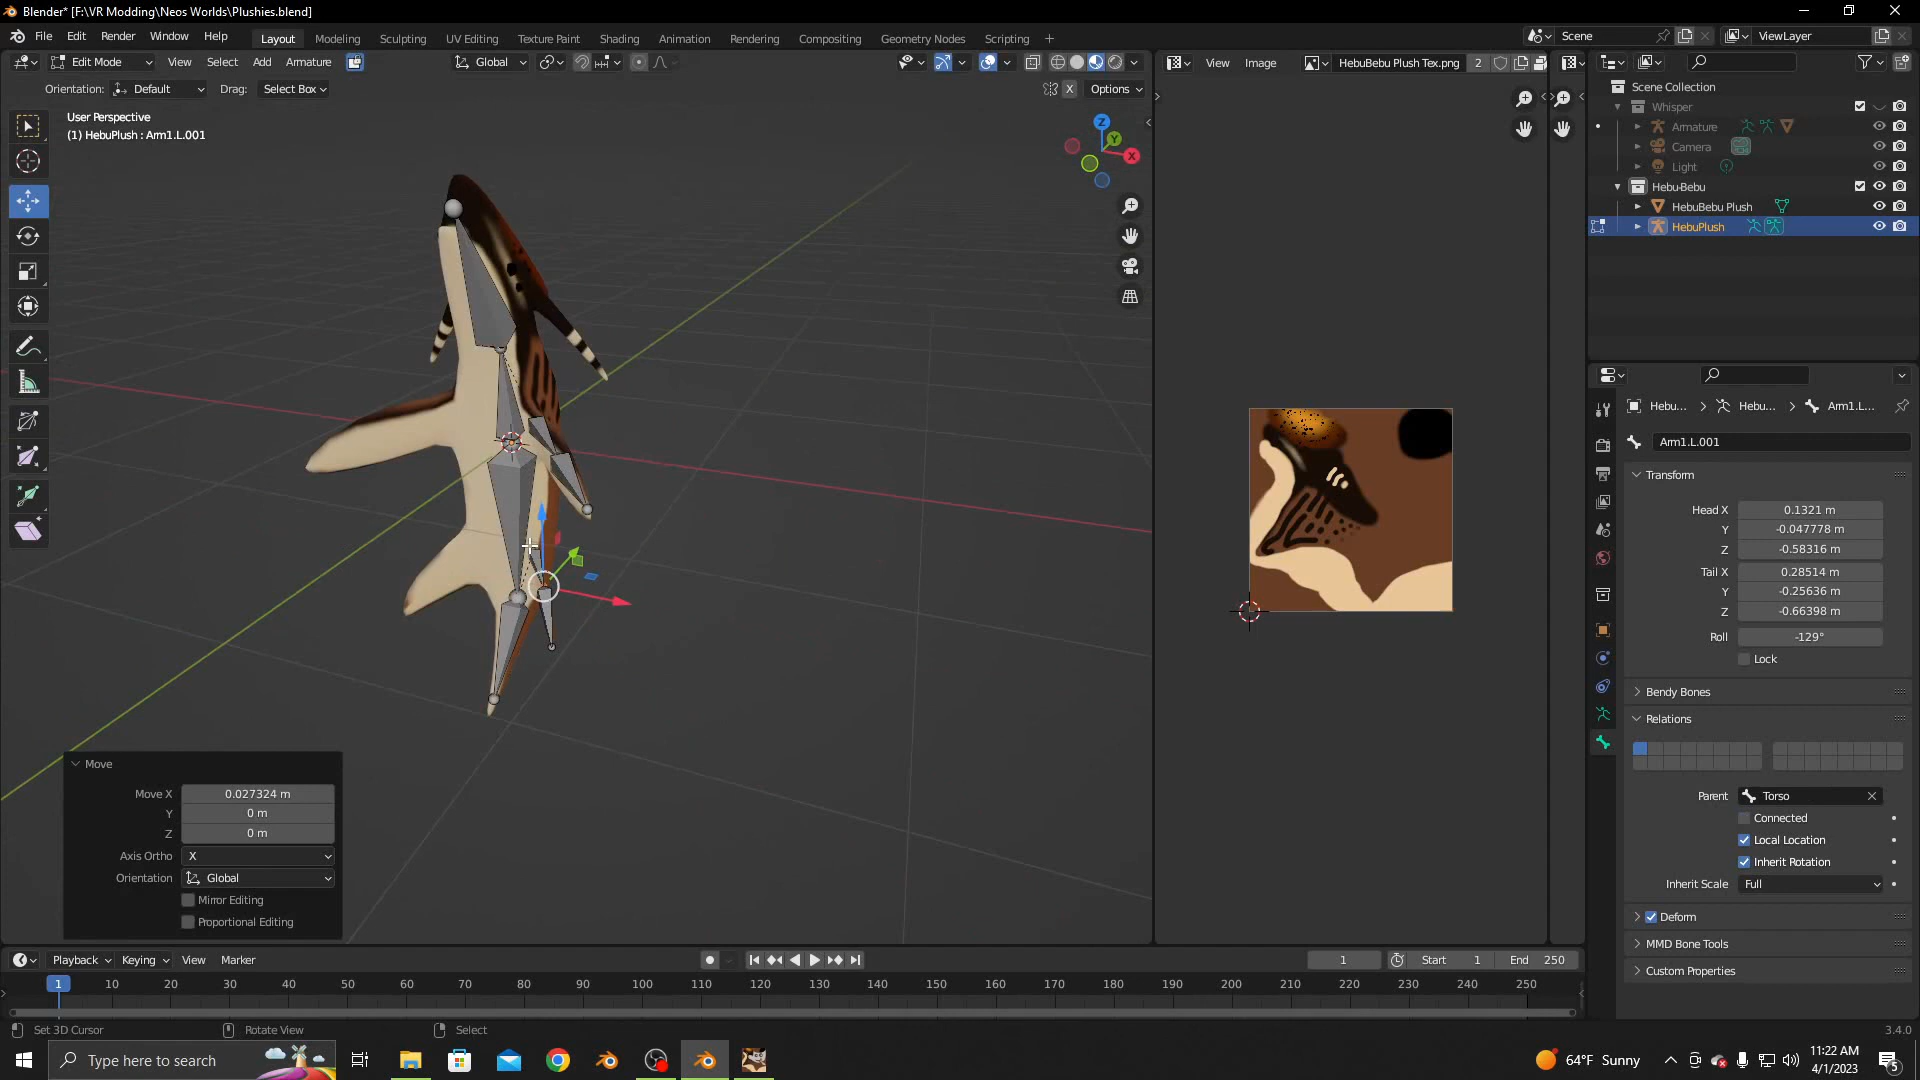 Blender* [F:\VR Modding\Neos Worlds\Plushies.blend]
File Edit Render Window Help Layout Modeling Sculpting UV Editing Texture Paint Shading Animation Rendering Compositing Geometry Nodes Scripting + Scene ViewLayer
Edit Mode View Select Add Armature Global View Image HebuBebu Plush Tex.png 2
Orientation: Default Drag: Select Box X Options
User Perspective
(1) HebuPlush : Arm1.L.001
Z
Y
X
Scene Collection
Whisper
Armature
Camera
Light
Hebu-Bebu
HebuBebu Plush
HebuPlush
Hebu... Hebu... Arm1.L...
Arm1.L.001
Transform
Head X 0.1321 m
Y -0.047778 m
Z -0.58316 m
Tail X 0.28514 m
Y -0.25636 m
Z -0.66398 m
Roll -129°
Lock
Bendy Bones
Relations
Parent Torso
Connected
Local Location
Inherit Rotation
Inherit Scale Full
Deform
MMD Bone Tools
Custom Properties
Move
Move X 0.027324 m
Y 0 m
Z 0 m
Axis Ortho X
Orientation Global
Mirror Editing
Proportional Editing
Playback Keying View Marker 1 Start 1 End 250
1 10 20 30 40 50 60 70 80 90 100 110 120 130 140 150 160 170 180 190 200 210 220 230 240 250
Set 3D Cursor Rotate View Select 3.4.0
Type here to search 64°F Sunny 11:22 AM
4/1/2023 5